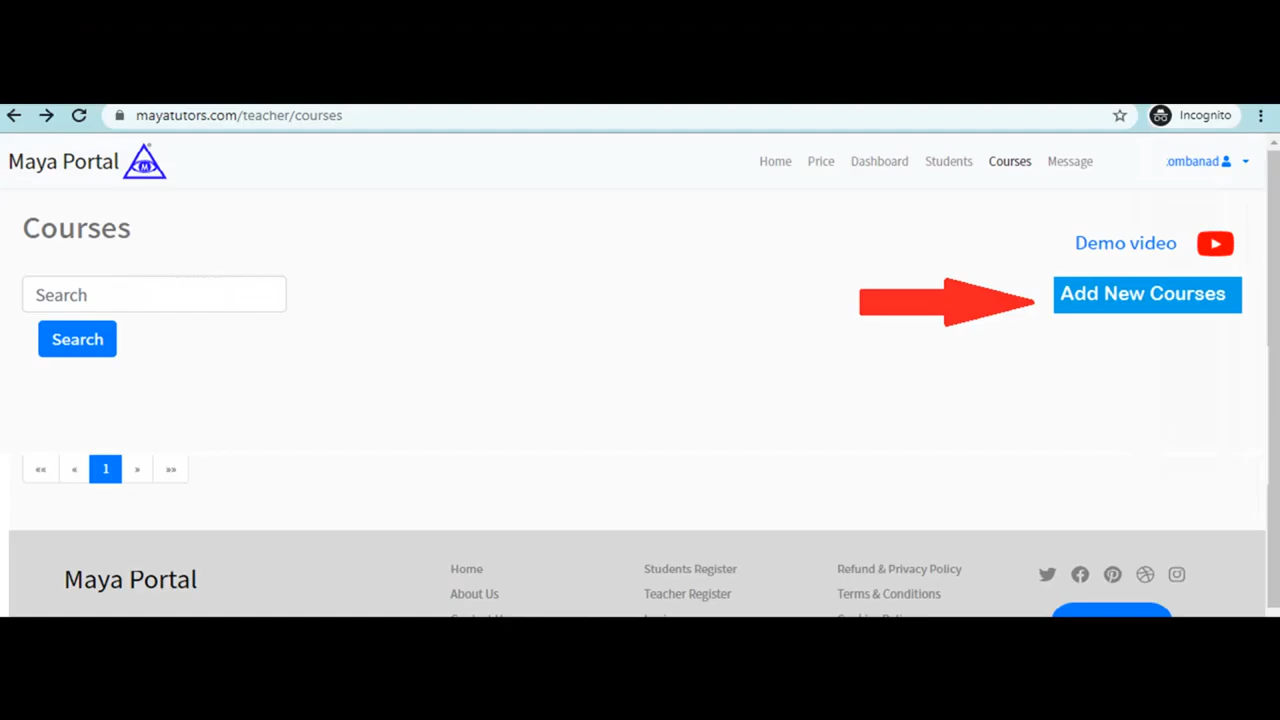 mayatutors.com/teacher/courses
Incognito
Maya Portal
M
Home Price Dashboard Students Courses Message
.ombanad
Courses
Demo video
Search
Add New Courses
Search
«« « 1 » »»
Maya Portal
Home
Students Register
Refund & Privacy Policy
About Us
Teacher Register
Terms & Conditions